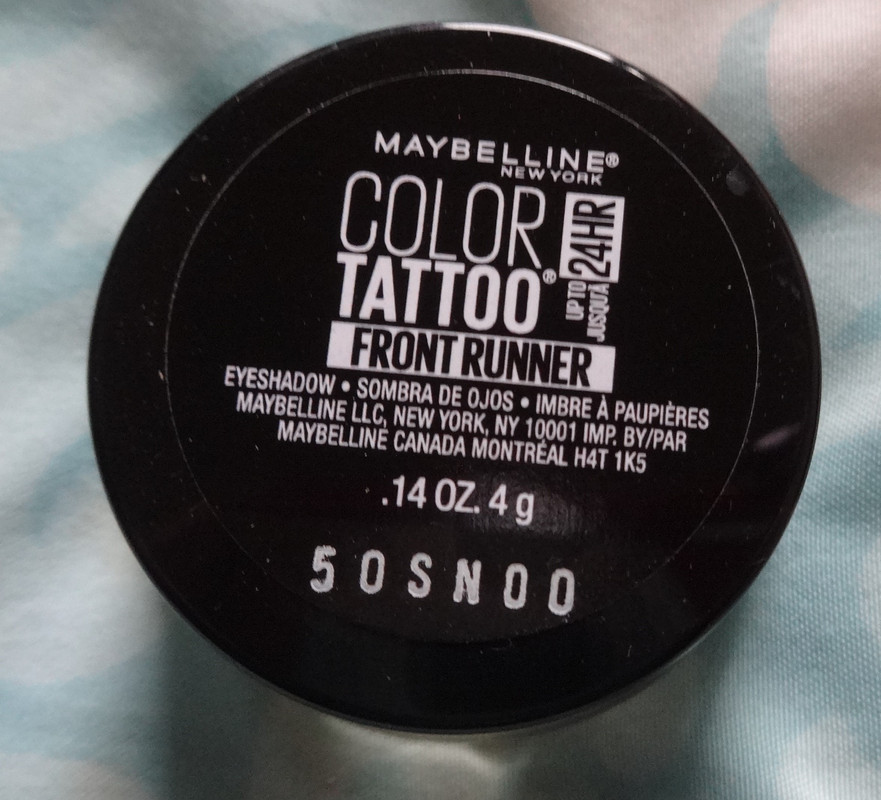 MAYBELLINE®
NEW YORK
COLOR
TATTOO®
UP TO 24HR
JUSQU'À
FRONT RUNNER
EYESHADOW • SOMBRA DE OJOS • IMBRE À PAUPIÈRES
MAYBELLINE LLC, NEW YORK, NY 10001 IMP. BY/PAR
MAYBELLINE CANADA MONTRÉAL H4T 1K5
.14 OZ. 4 g
50SN00